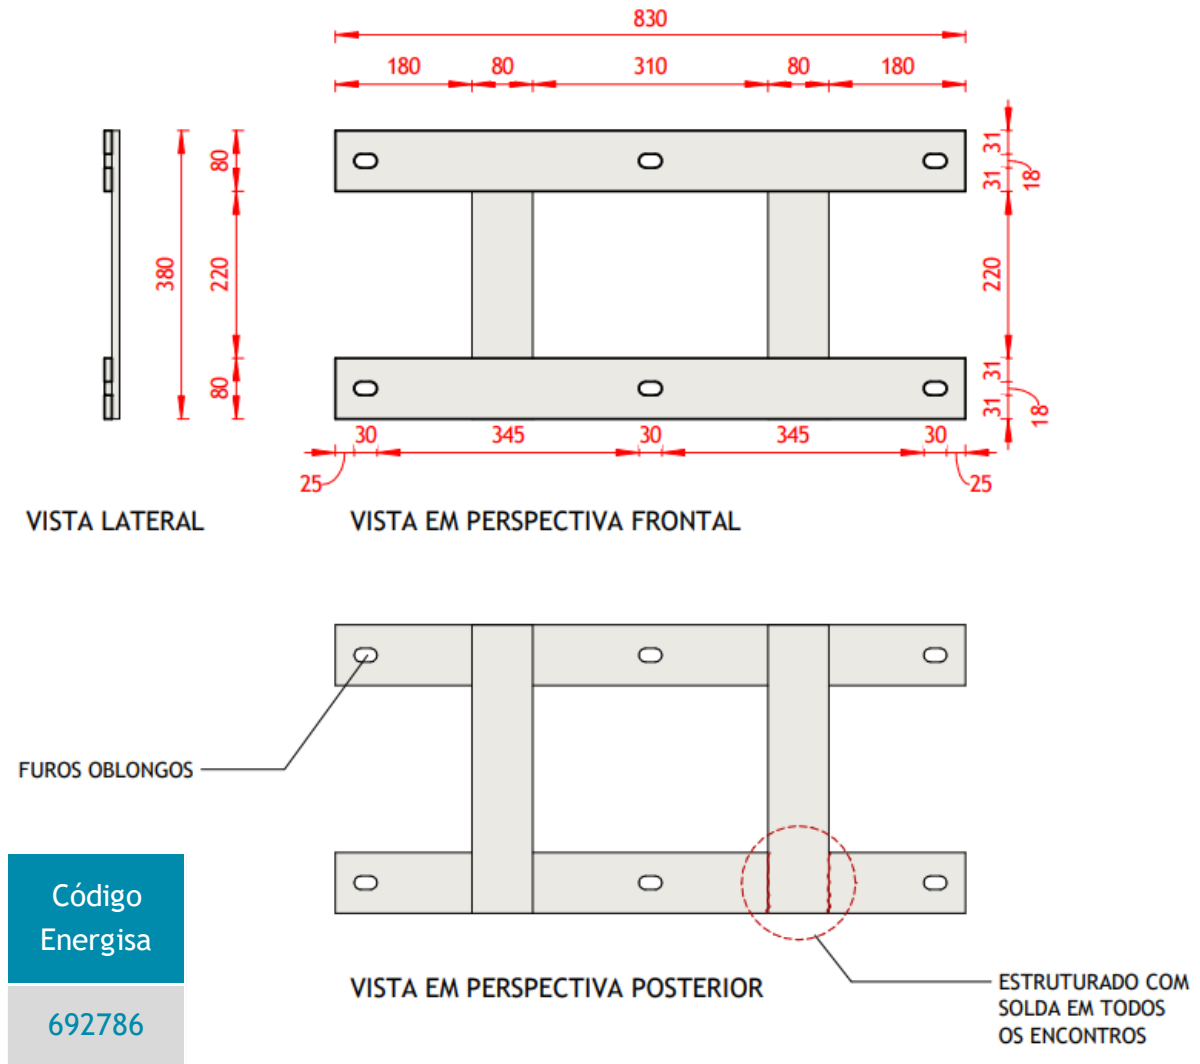 830
180 80 310 80 180
80
220
80
380
31
31
18
220
31
31
18
30 345 30 345 30
25 25
VISTA LATERAL
VISTA EM PERSPECTIVA FRONTAL
FUROS OBLONGOS
Código
Energisa
692786
VISTA EM PERSPECTIVA POSTERIOR
ESTRUTURADO COM
SOLDA EM TODOS
OS ENCONTROS